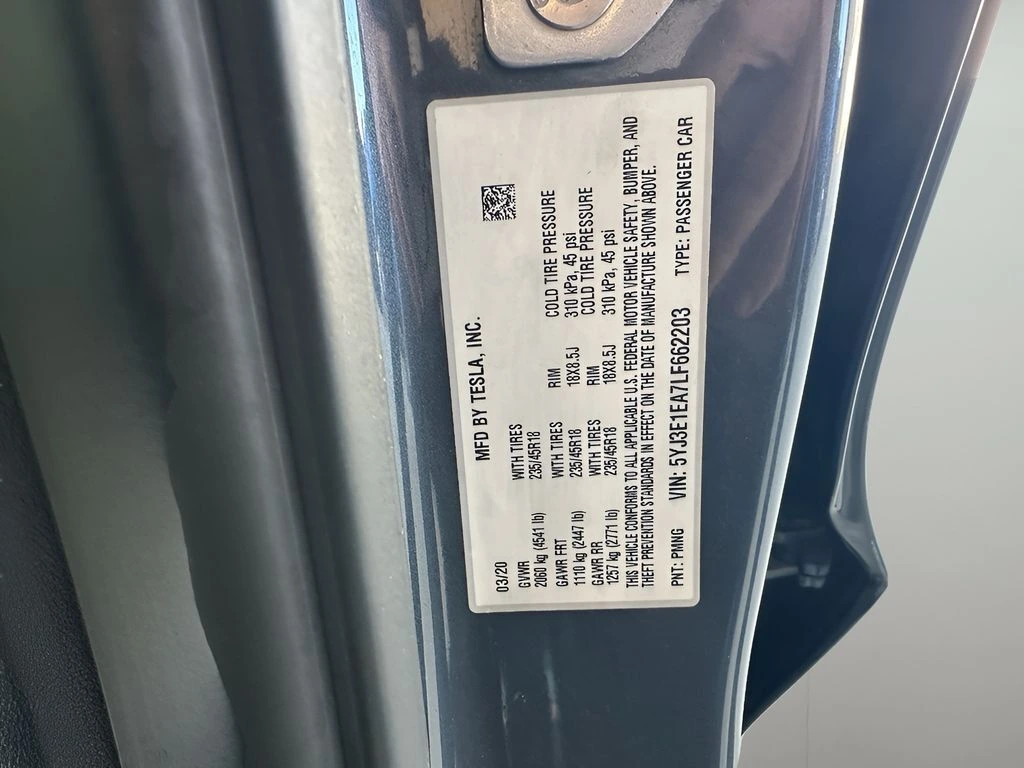 MFD BY TESLA, INC.
03/20
GVWR WITH TIRES
2060 kg (4541 lb) 235/45R18
GAWR FRT WITH TIRES RIM COLD TIRE PRESSURE
1110 kg (2447 lb) 235/45R18 18X8.5J 310 kPa, 45 psi
GAWR RR WITH TIRES RIM COLD TIRE PRESSURE
1257 kg (2771 lb) 235/45R18 18X8.5J 310 kPa, 45 psi
THIS VEHICLE CONFORMS TO ALL APPLICABLE U.S. FEDERAL MOTOR VEHICLE SAFETY, BUMPER, AND
THEFT PREVENTION STANDARDS IN EFFECT ON THE DATE OF MANUFACTURE SHOWN ABOVE.
PNT: PMNG VIN: 5YJ3E1EA7LF662203 TYPE: PASSENGER CAR